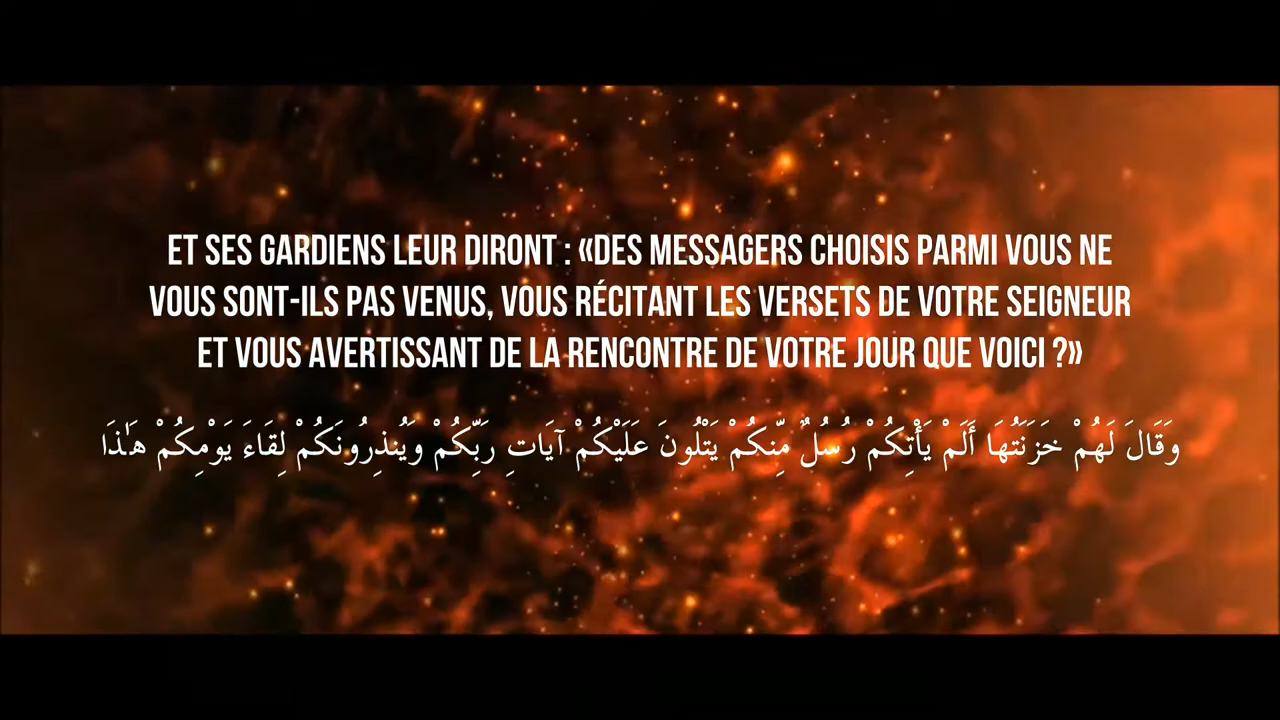 ET SES GARDIENS LEUR DIRONT : «DES MESSAGERS CHOISIS PARMI VOUS NE
VOUS SONT-ILS PAS VENUS, VOUS RÉCITANT LES VERSETS DE VOTRE SEIGNEUR
ET VOUS AVERTISSANT DE LA RENCONTRE DE VOTRE JOUR QUE VOICI ?»
وَقَالَ لَهُمْ خَزَنَتُهَا أَلَمْ يَأْتِكُمْ رُسُلٌ مِّنكُمْ يَتْلُونَ عَلَيْكُمْ آيَاتِ رَبِّكُمْ وَيُنذِرُونَكُمْ لِقَاءَ يَوْمِكُمْ هَـٰذَا